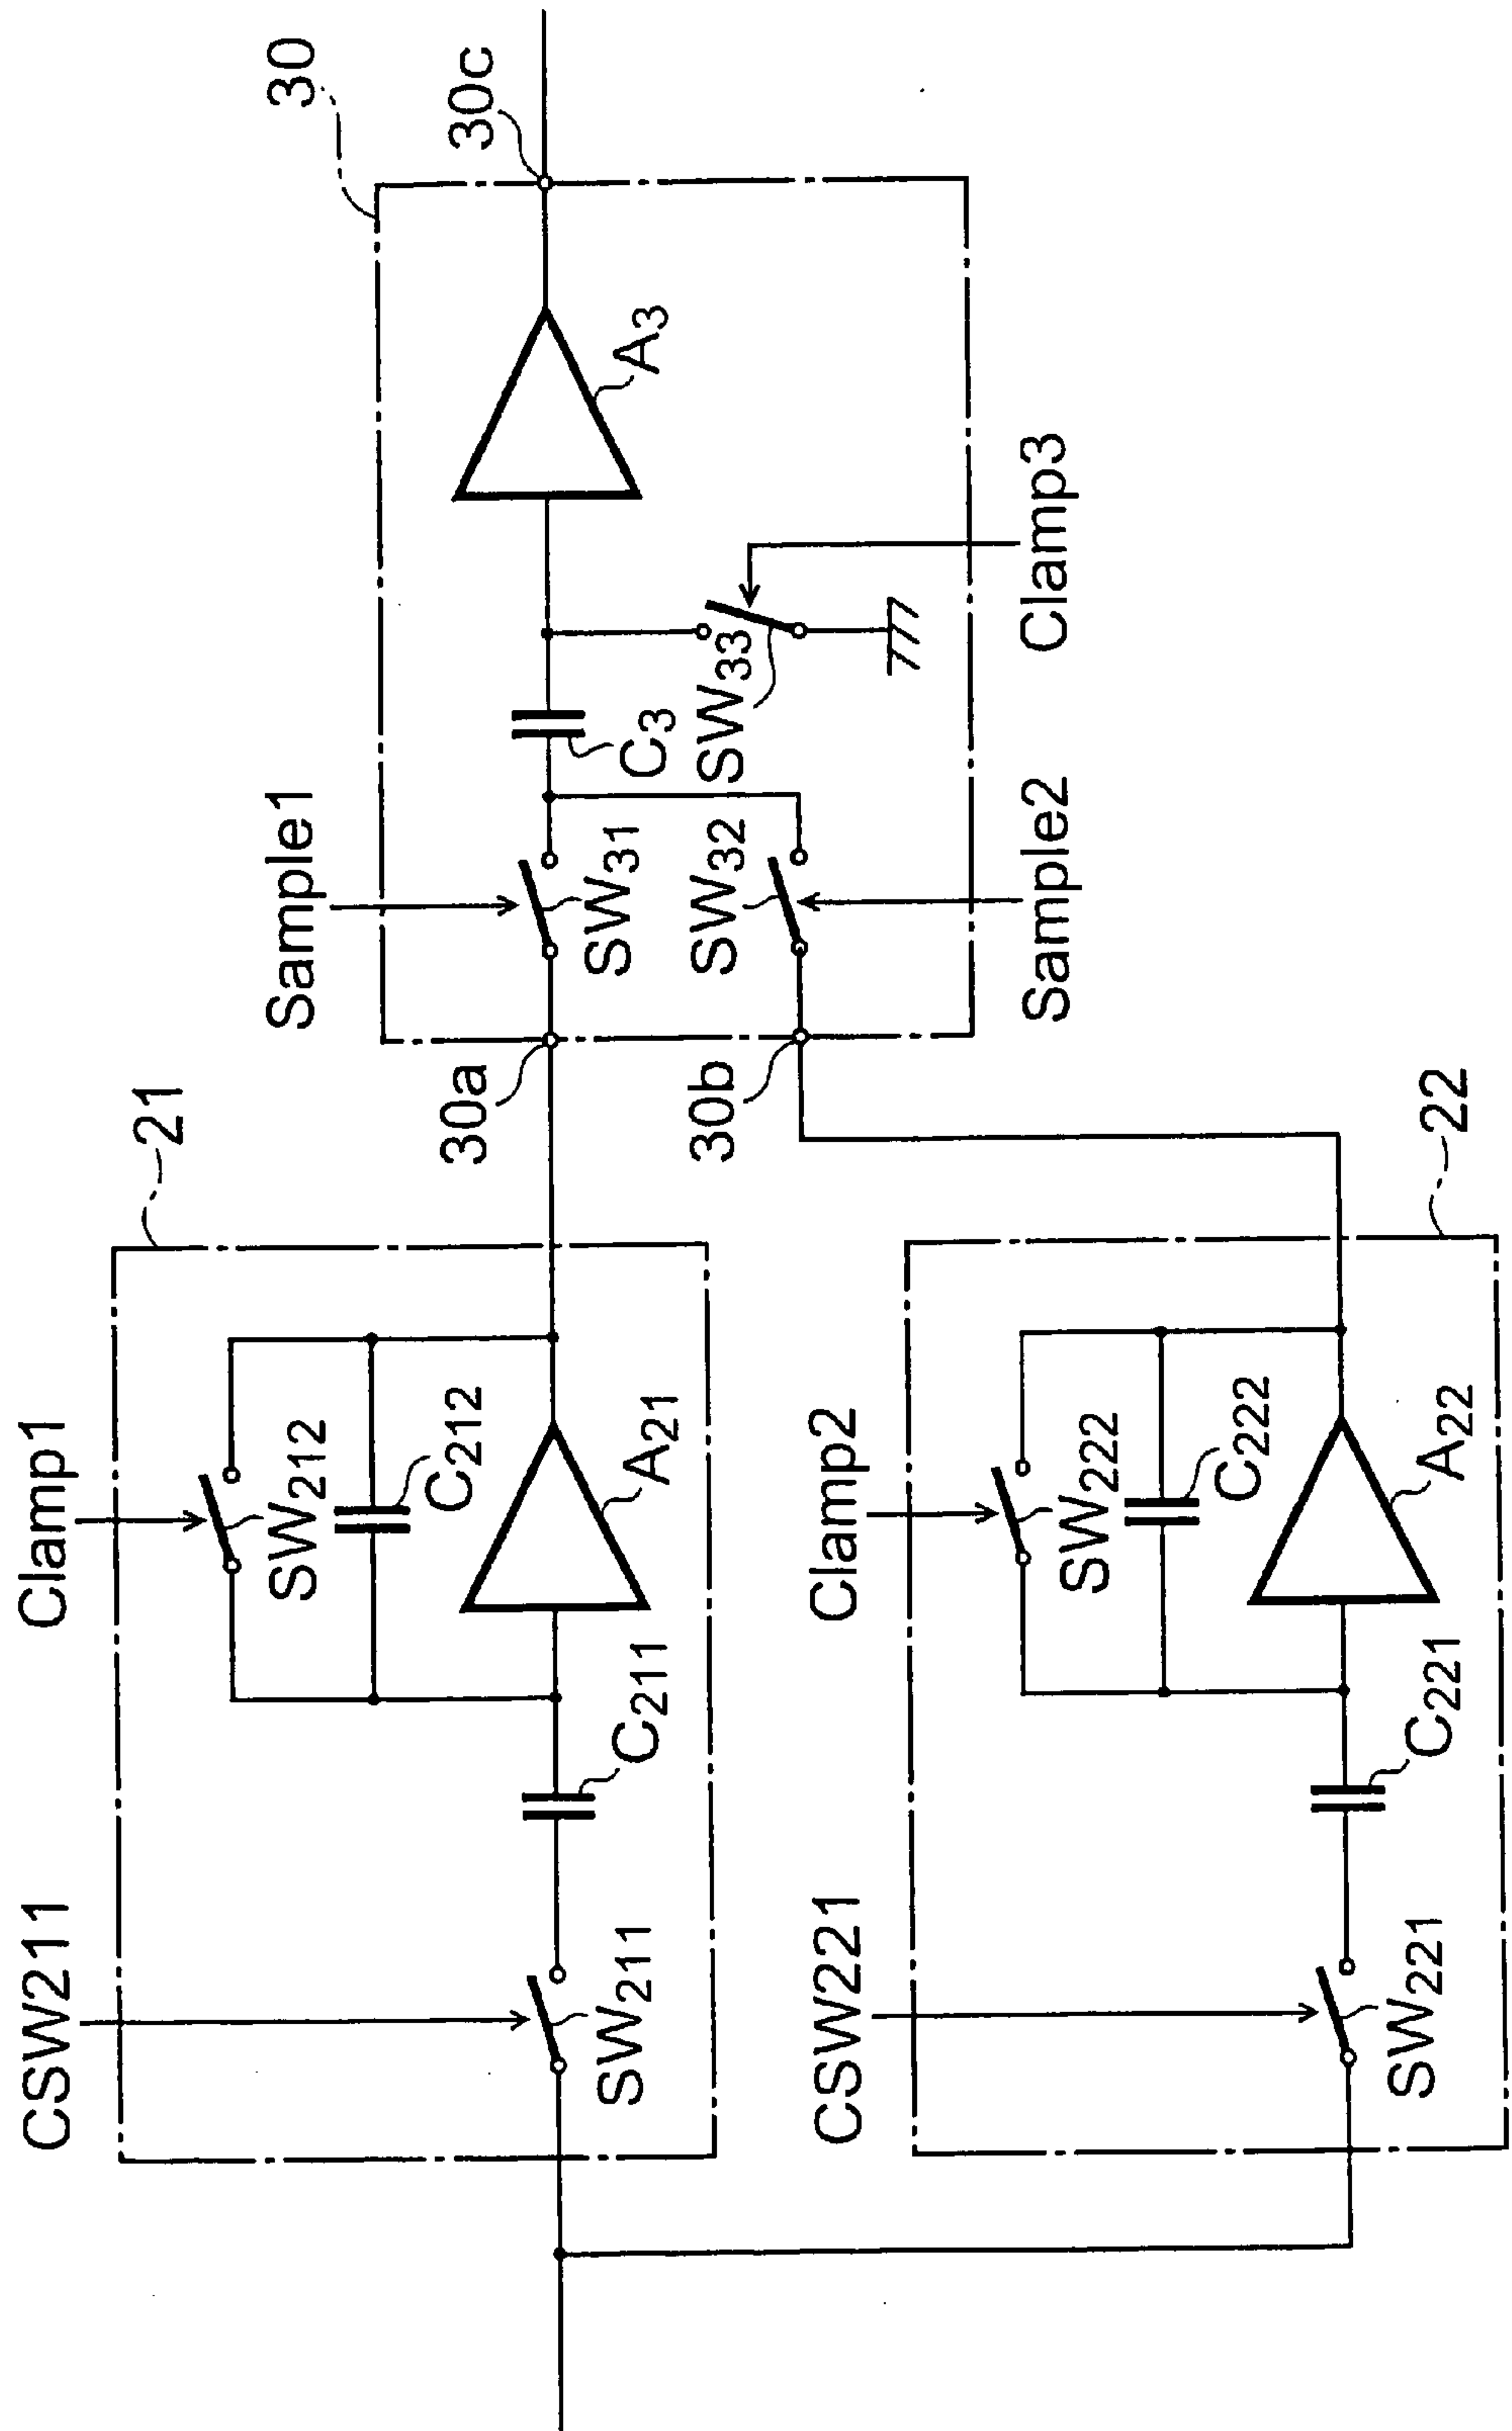 CSW211
Clamp1
21
SW211
C211
SW212
C212
A21
CSW221
Clamp2
22
SW221
C221
SW222
C222
A22
Sample1
30
30a
30b
30c
SW31
SW32
C3
SW33
A3
Sample2
Clamp3